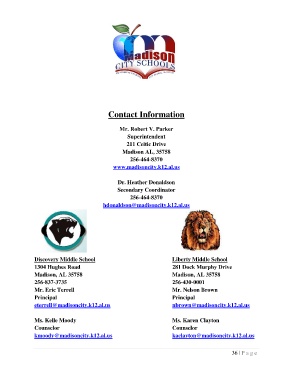 Madison
CITY SCHOOLS
Contact Information
Mr. Robert V. Parker
Superintendent
211 Celtic Drive
Madison AL, 35758
256-464-8370
www.madisoncity.k12.al.us
Dr. Heather Donaldson
Secondary Coordinator
256-464-8370
hdonaldson@madisoncity.k12.al.us
Discovery Middle School
1304 Hughes Road
Madison, AL 35758
256-837-3735
Mr. Eric Terrell
Principal
eterrell@madisoncity.k12.al.us
Ms. Kelle Moody
Counselor
kmoody@madisoncity.k12.al.us
Liberty Middle School
281 Dock Murphy Drive
Madison, AL 35758
256-430-0001
Mr. Nelson Brown
Principal
nbrown@madisoncity.k12.al.us
Ms. Karen Clayton
Counselor
kaclayton@madisoncity.k12.al.us
36 | Page